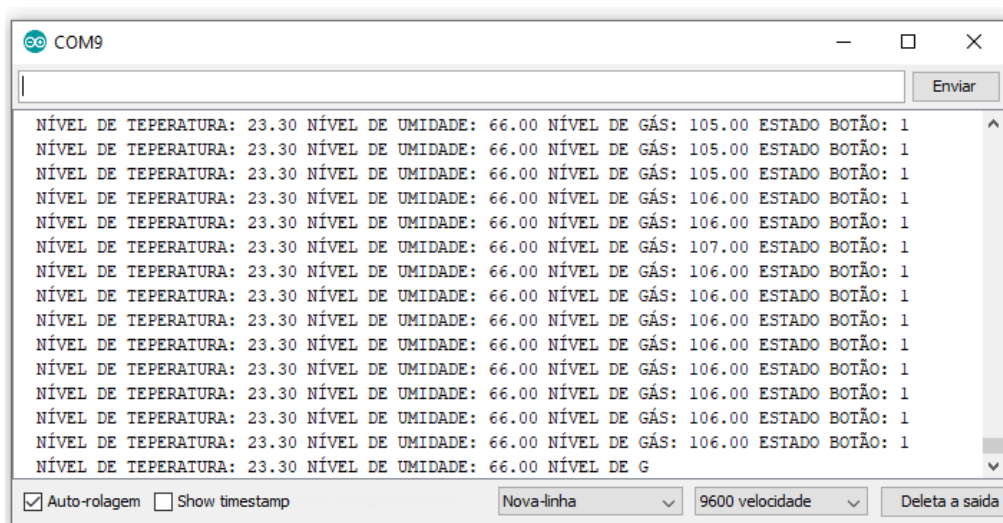 COM9
Enviar
NÍVEL DE TEPERATURA: 23.30 NÍVEL DE UMIDADE: 66.00 NÍVEL DE GÁS: 105.00 ESTADO BOTÃO: 1
NÍVEL DE TEPERATURA: 23.30 NÍVEL DE UMIDADE: 66.00 NÍVEL DE GÁS: 105.00 ESTADO BOTÃO: 1
NÍVEL DE TEPERATURA: 23.30 NÍVEL DE UMIDADE: 66.00 NÍVEL DE GÁS: 105.00 ESTADO BOTÃO: 1
NÍVEL DE TEPERATURA: 23.30 NÍVEL DE UMIDADE: 66.00 NÍVEL DE GÁS: 106.00 ESTADO BOTÃO: 1
NÍVEL DE TEPERATURA: 23.30 NÍVEL DE UMIDADE: 66.00 NÍVEL DE GÁS: 106.00 ESTADO BOTÃO: 1
NÍVEL DE TEPERATURA: 23.30 NÍVEL DE UMIDADE: 66.00 NÍVEL DE GÁS: 107.00 ESTADO BOTÃO: 1
NÍVEL DE TEPERATURA: 23.30 NÍVEL DE UMIDADE: 66.00 NÍVEL DE GÁS: 106.00 ESTADO BOTÃO: 1
NÍVEL DE TEPERATURA: 23.30 NÍVEL DE UMIDADE: 66.00 NÍVEL DE GÁS: 106.00 ESTADO BOTÃO: 1
NÍVEL DE TEPERATURA: 23.30 NÍVEL DE UMIDADE: 66.00 NÍVEL DE GÁS: 106.00 ESTADO BOTÃO: 1
NÍVEL DE TEPERATURA: 23.30 NÍVEL DE UMIDADE: 66.00 NÍVEL DE GÁS: 106.00 ESTADO BOTÃO: 1
NÍVEL DE TEPERATURA: 23.30 NÍVEL DE UMIDADE: 66.00 NÍVEL DE GÁS: 106.00 ESTADO BOTÃO: 1
NÍVEL DE TEPERATURA: 23.30 NÍVEL DE UMIDADE: 66.00 NÍVEL DE GÁS: 106.00 ESTADO BOTÃO: 1
NÍVEL DE TEPERATURA: 23.30 NÍVEL DE UMIDADE: 66.00 NÍVEL DE GÁS: 106.00 ESTADO BOTÃO: 1
NÍVEL DE TEPERATURA: 23.30 NÍVEL DE UMIDADE: 66.00 NÍVEL DE GÁS: 106.00 ESTADO BOTÃO: 1
NÍVEL DE TEPERATURA: 23.30 NÍVEL DE UMIDADE: 66.00 NÍVEL DE G
Auto-rolagem Show timestamp Nova-linha 9600 velocidade Deleta a saida